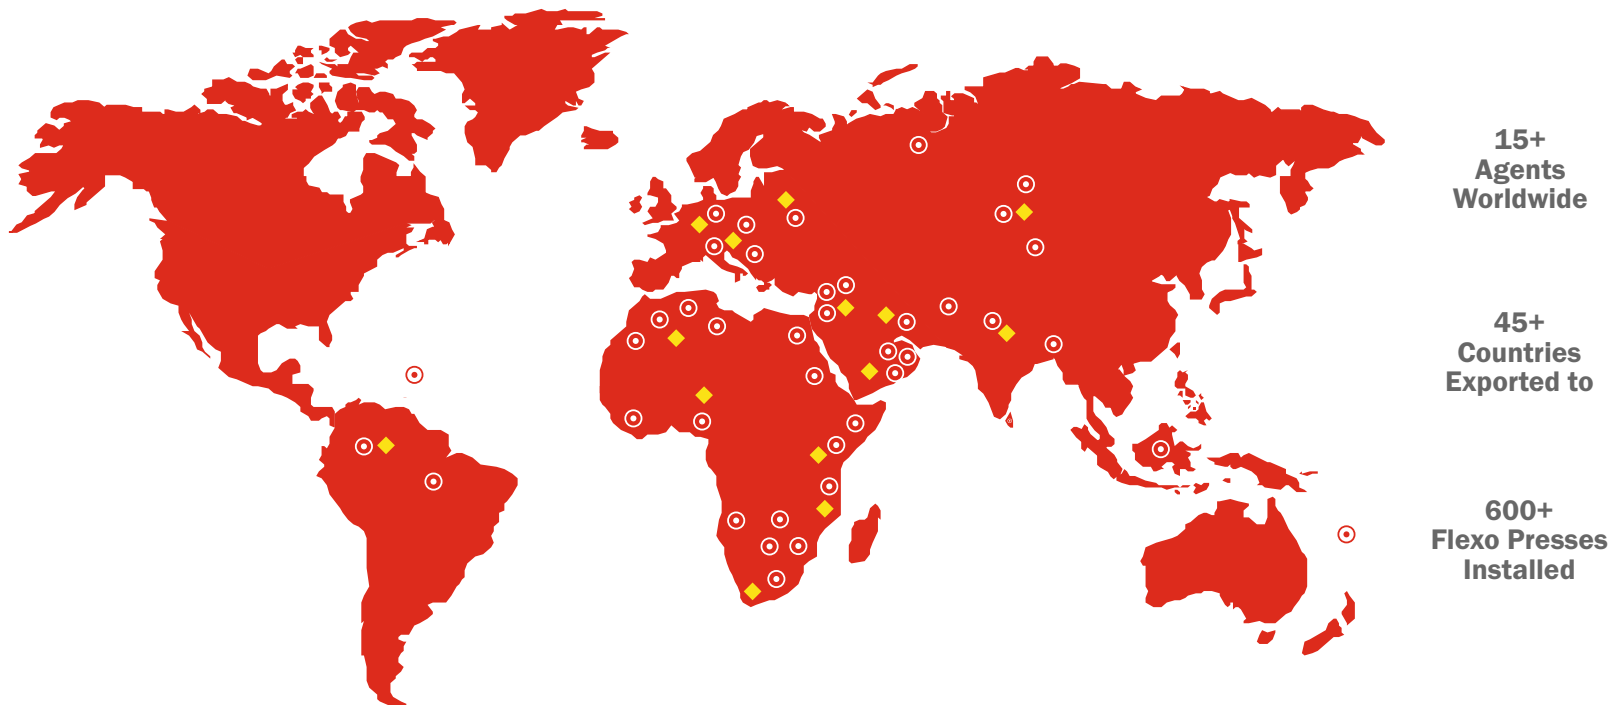 15+
Agents
Worldwide
45+
Countries
Exported to
600+
Flexo Presses
Installed